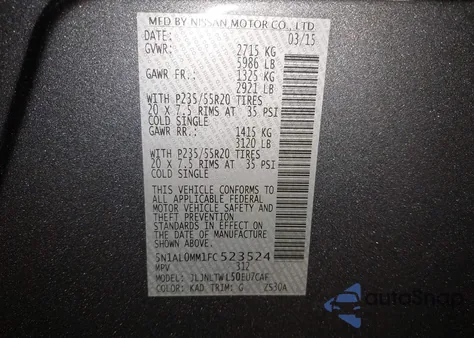 MFD BY NISSAN MOTOR CO., LTD
DATE: 03/15
GVWR: 2715 KG
5986 LB
GAWR FR.: 1325 KG
2921 LB
WITH P235/55R20 TIRES
20 X 7.5 RIMS AT 35 PSI
COLD SINGLE
GAWR RR.: 1415 KG
3120 LB
WITH P235/55R20 TIRES
20 X 7.5 RIMS AT 35 PSI
COLD SINGLE
THIS VEHICLE CONFORMS TO
ALL APPLICABLE FEDERAL
MOTOR VEHICLE SAFETY AND
THEFT PREVENTION
STANDARDS IN EFFECT ON
THE DATE OF MANUFACTURE
SHOWN ABOVE
5N1AL0MM1FC523524
MPV 312
MODEL: JLJNLTWL50EU7CAF
COLOR: KAD TRIM: G ZS30A
AutoSnap